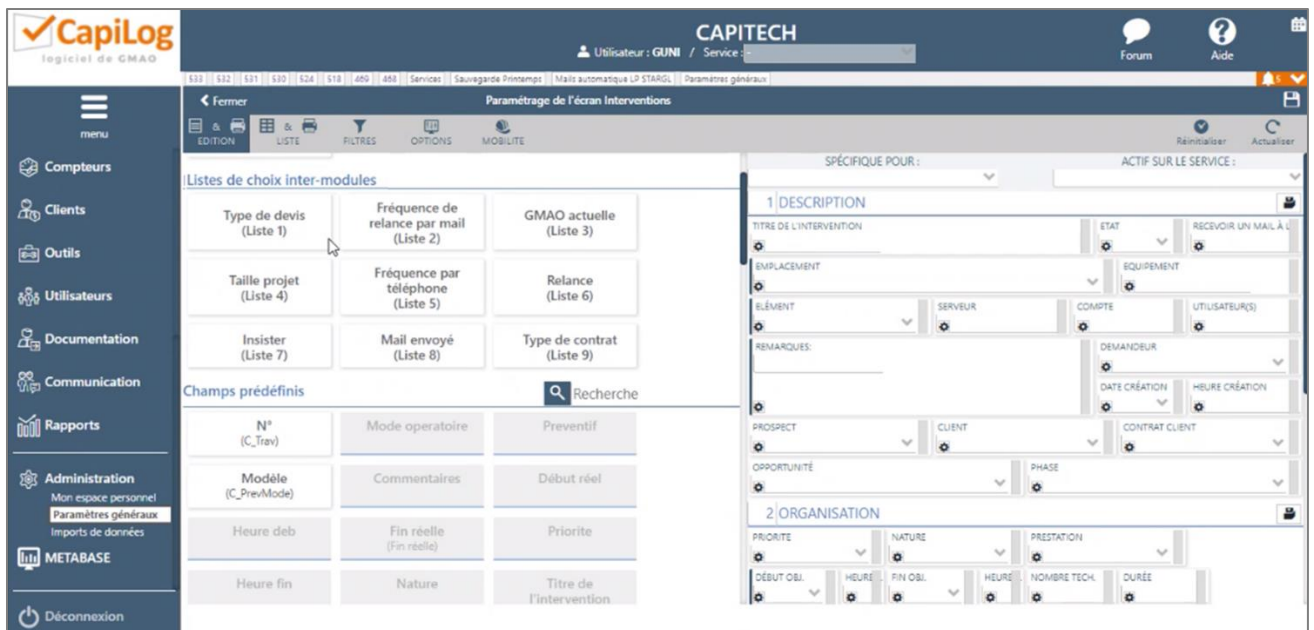 CapiLog
logiciel de GMAO
CAPITECH
Utilisateur : GUNI / Service : -
Forum
Aide
533 532 531 530 524 518 469 468 Services Sauvegarde Printemps Mails automatique LP STARGL Paramètres généraux
5
menu
Compteurs
Clients
Outils
Utilisateurs
Documentation
Communication
Rapports
Administration
Mon espace personnel
Paramètres généraux
Imports de données
METABASE
Déconnexion
Fermer
Paramétrage de l'écran Interventions
& EDITION
& LISTE
FILTRES
OPTIONS
MOBILITE
Réinitialiser
Actualiser
Listes de choix inter-modules
Type de devis
(Liste 1)
Fréquence de
relance par mail
(Liste 2)
GMAO actuelle
(Liste 3)
Taille projet
(Liste 4)
Fréquence par
téléphone
(Liste 5)
Relance
(Liste 6)
Insister
(Liste 7)
Mail envoyé
(Liste 8)
Type de contrat
(Liste 9)
Champs prédéfinis
Recherche
N°
(C_Trav)
Mode operatoire
Preventif
Modèle
(C_PrevMode)
Commentaires
Début réel
Heure deb
Fin réelle
(Fin réelle)
Priorite
Heure fin
Nature
Titre de
l'intervention
SPÉCIFIQUE POUR :
ACTIF SUR LE SERVICE :
1 DESCRIPTION
TITRE DE L'INTERVENTION
ETAT
RECEVOIR UN MAIL À L
EMPLACEMENT
EQUIPEMENT
ELÉMENT
SERVEUR
COMPTE
UTILISATEUR(S)
REMARQUES:
DEMANDEUR
DATE CRÉATION
HEURE CRÉATION
PROSPECT
CLIENT
CONTRAT CLIENT
OPPORTUNITÉ
PHASE
2 ORGANISATION
PRIORITE
NATURE
PRESTATION
DÉBUT OBJ.
HEURE
FIN OBJ.
HEURE
NOMBRE TECH.
DURÉE